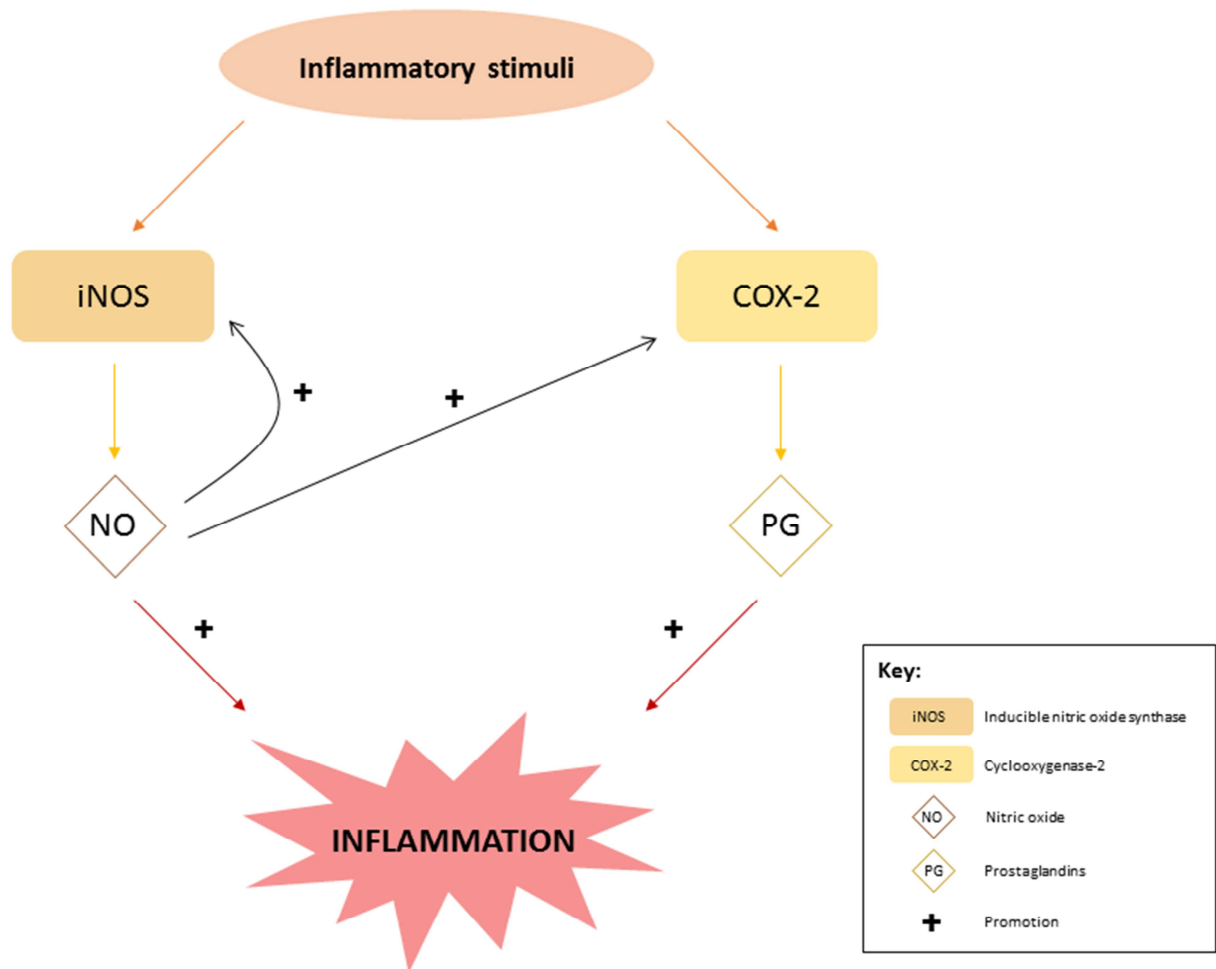 Inflammatory stimuli
iNOS
COX-2
+
+
NO
PG
+
+
INFLAMMATION
Key:
iNOS Inducible nitric oxide synthase
COX-2 Cyclooxygenase-2
NO Nitric oxide
PG Prostaglandins
+ Promotion